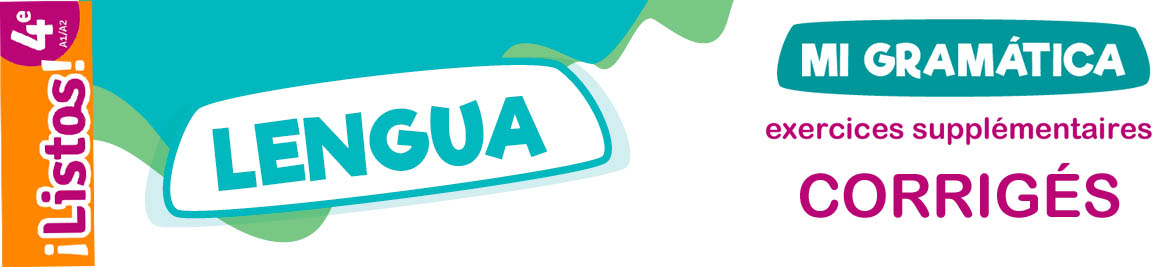 ¡Listos!
4e
A1/A2
LENGUA
MI GRAMÁTICA
exercices supplémentaires
CORRIGÉS